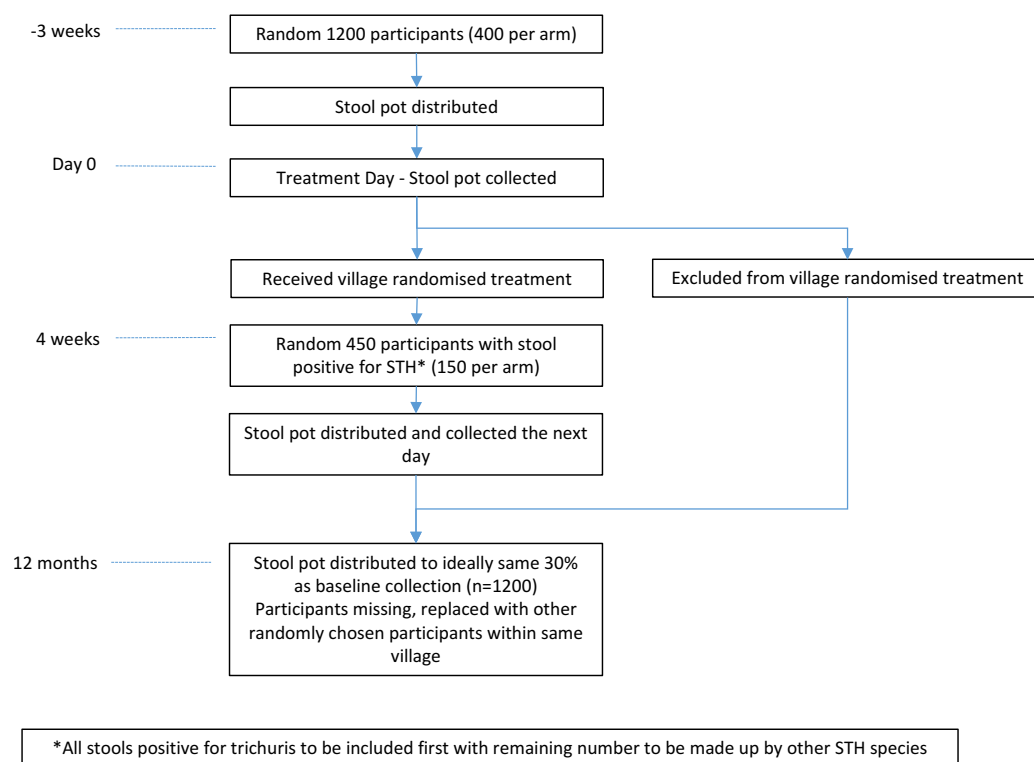 -3 weeks
Random 1200 participants (400 per arm)
Stool pot distributed
Day 0
Treatment Day - Stool pot collected
Received village randomised treatment
Excluded from village randomised treatment
4 weeks
Random 450 participants with stool
positive for STH* (150 per arm)
Stool pot distributed and collected the next
day
12 months
Stool pot distributed to ideally same 30%
as baseline collection (n=1200)
Participants missing, replaced with other
randomly chosen participants within same
village
*All stools positive for trichuris to be included first with remaining number to be made up by other STH species